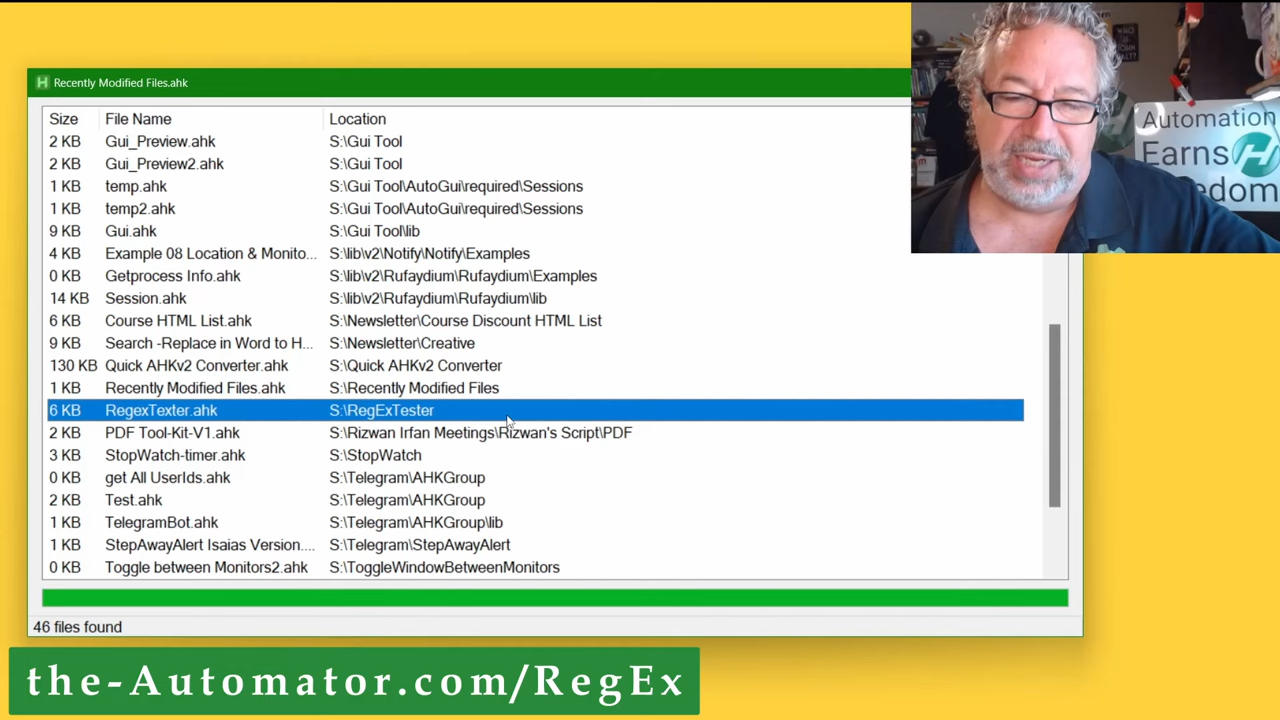 Recently Modified Files.ahk
Size File Name Location
2 KB Gui_Preview.ahk S:\Gui Tool
2 KB Gui_Preview2.ahk S:\Gui Tool
1 KB temp.ahk S:\Gui Tool\AutoGui\required\Sessions
1 KB temp2.ahk S:\Gui Tool\AutoGui\required\Sessions
9 KB Gui.ahk S:\Gui Tool\lib
4 KB Example 08 Location & Monito... S:\lib\v2\Notify\Notify\Examples
0 KB Getprocess Info.ahk S:\lib\v2\Rufaydium\Rufaydium\Examples
14 KB Session.ahk S:\lib\v2\Rufaydium\Rufaydium\lib
6 KB Course HTML List.ahk S:\Newsletter\Course Discount HTML List
9 KB Search -Replace in Word to H... S:\Newsletter\Creative
130 KB Quick AHKv2 Converter.ahk S:\Quick AHKv2 Converter
1 KB Recently Modified Files.ahk S:\Recently Modified Files
6 KB RegexTexter.ahk S:\RegExTester
2 KB PDF Tool-Kit-V1.ahk S:\Rizwan Irfan Meetings\Rizwan's Script\PDF
3 KB StopWatch-timer.ahk S:\StopWatch
0 KB get All UserIds.ahk S:\Telegram\AHKGroup
2 KB Test.ahk S:\Telegram\AHKGroup
1 KB TelegramBot.ahk S:\Telegram\AHKGroup\lib
1 KB StepAwayAlert Isaias Version.... S:\Telegram\StepAwayAlert
0 KB Toggle between Monitors2.ahk S:\ToggleWindowBetweenMonitors
46 files found
the-Automator.com/RegEx
Automation
Earns H
edom